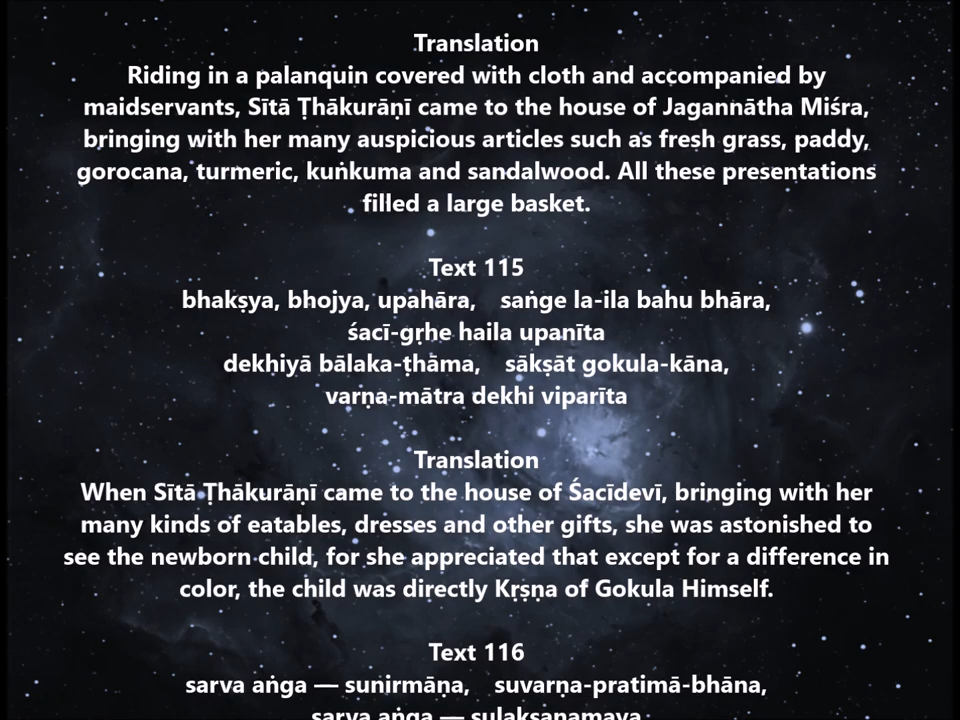 Translation
Riding in a palanquin covered with cloth and accompanied by
maidservants, Sītā Ṭhākurāṇī came to the house of Jagannātha Miśra,
bringing with her many auspicious articles such as fresh grass, paddy,
gorocana, turmeric, kuṅkuma and sandalwood. All these presentations
filled a large basket.
Text 115
bhakṣya, bhojya, upahāra, saṅge la-ila bahu bhāra,
śacī-gṛhe haila upanīta
dekhiyā bālaka-ṭhāma, sākṣāt gokula-kāna,
varṇa-mātra dekhi viparīta
Translation
When Sītā Ṭhākurāṇī came to the house of Śacīdevī, bringing with her
many kinds of eatables, dresses and other gifts, she was astonished to
see the newborn child, for she appreciated that except for a difference in
color, the child was directly Kṛṣṇa of Gokula Himself.
Text 116
sarva aṅga — sunirmāṇa, suvarṇa-pratimā-bhāna,
sarva aṅga — sulakṣaṇamaya